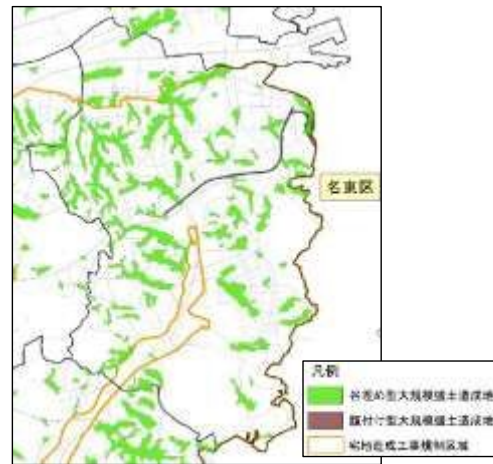 名東区
凡例
谷埋め型大規模盛土造成地
腹付け型大規模盛土造成地
宅地造成工事規制区域